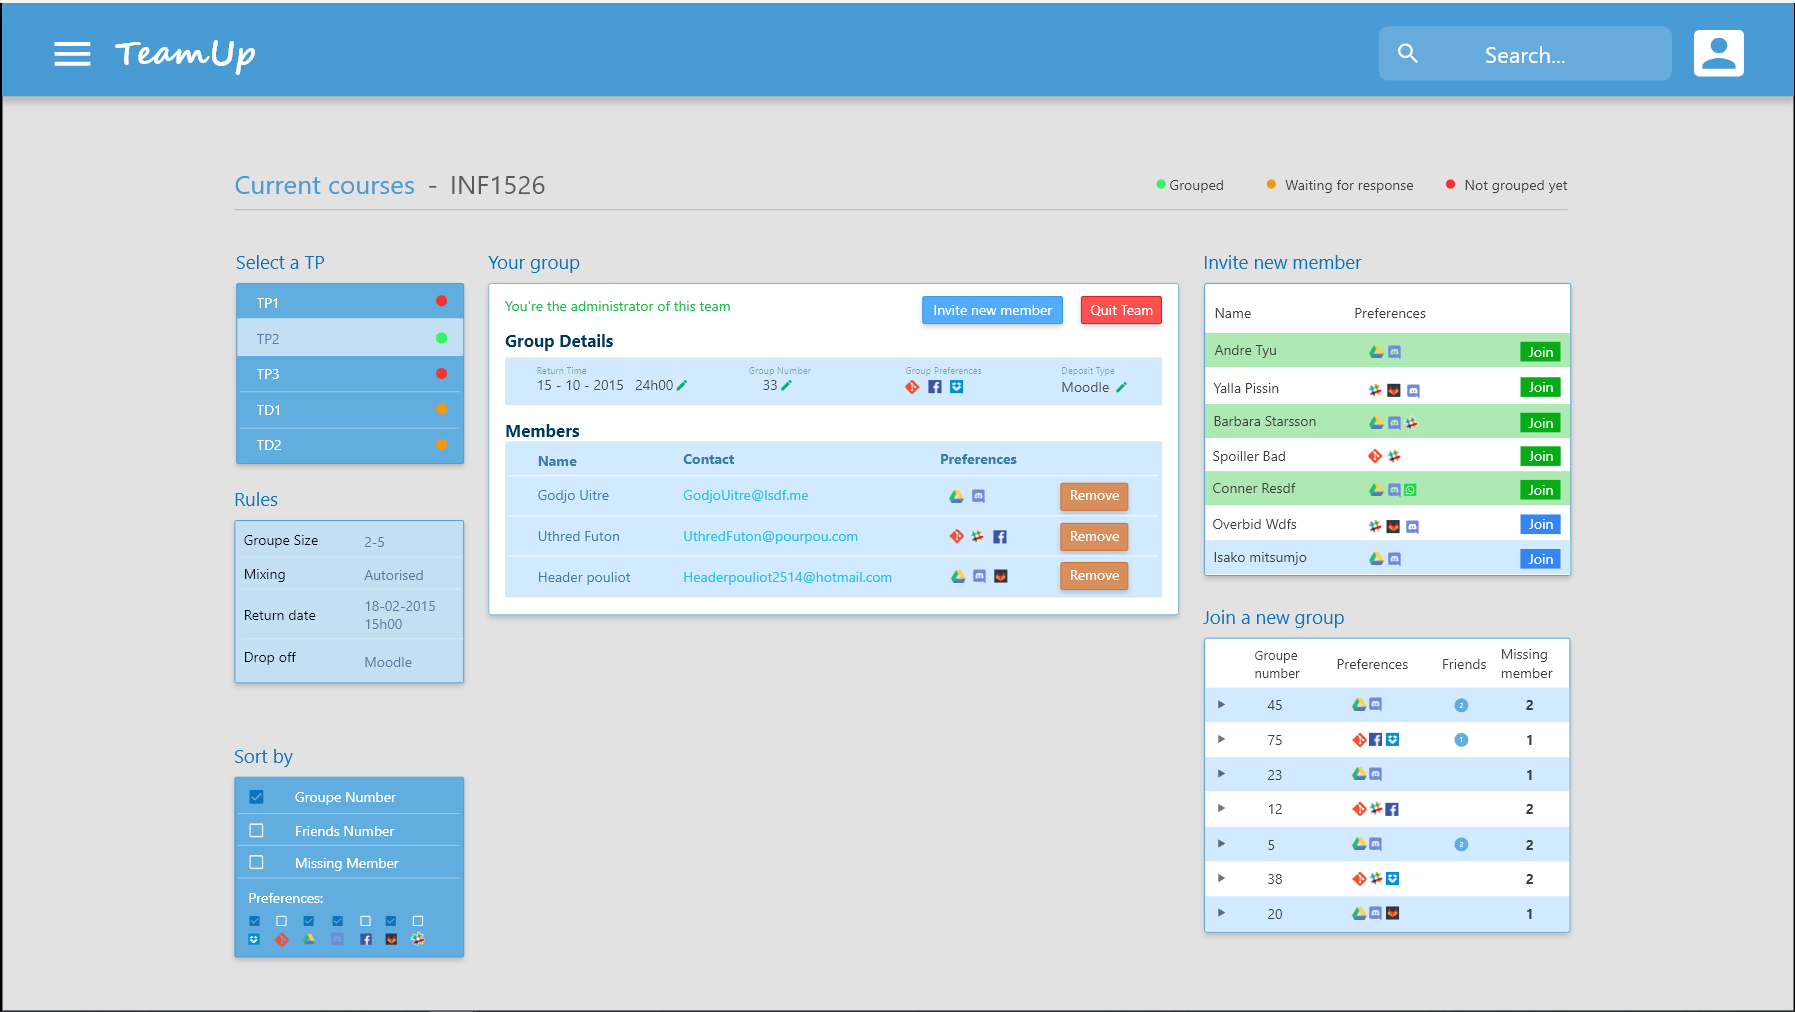 TeamUp
Search...
Current courses - INF1526
Grouped
Waiting for response
Not grouped yet
Select a TP
TP1
TP2
TP3
TD1
TD2
Rules
Groupe Size 2-5
Mixing Autorised
Return date 18-02-2015
15h00
Drop off Moodle
Sort by
Groupe Number
Friends Number
Missing Member
Preferences:
Your group
You're the administrator of this team
Invite new member
Quit Team
Group Details
Return Time Group Number Group Preferences Deposit Type
15 - 10 - 2015 24h00 33 Moodle
Members
Name Contact Preferences
Godjo Uitre GodjoUitre@lsdf.me Remove
Uthred Futon UthredFuton@pourpou.com Remove
Header pouliot Headerpouliot2514@hotmail.com Remove
Invite new member
Name Preferences
Andre Tyu Join
Yalla Pissin Join
Barbara Starsson Join
Spoiller Bad Join
Conner Resdf Join
Overbid Wdfs Join
Isako mitsumjo Join
Join a new group
Groupe number Preferences Friends Missing member
45 2 2
75 1 1
23 1
12 2
5 2 2
38 2
20 1